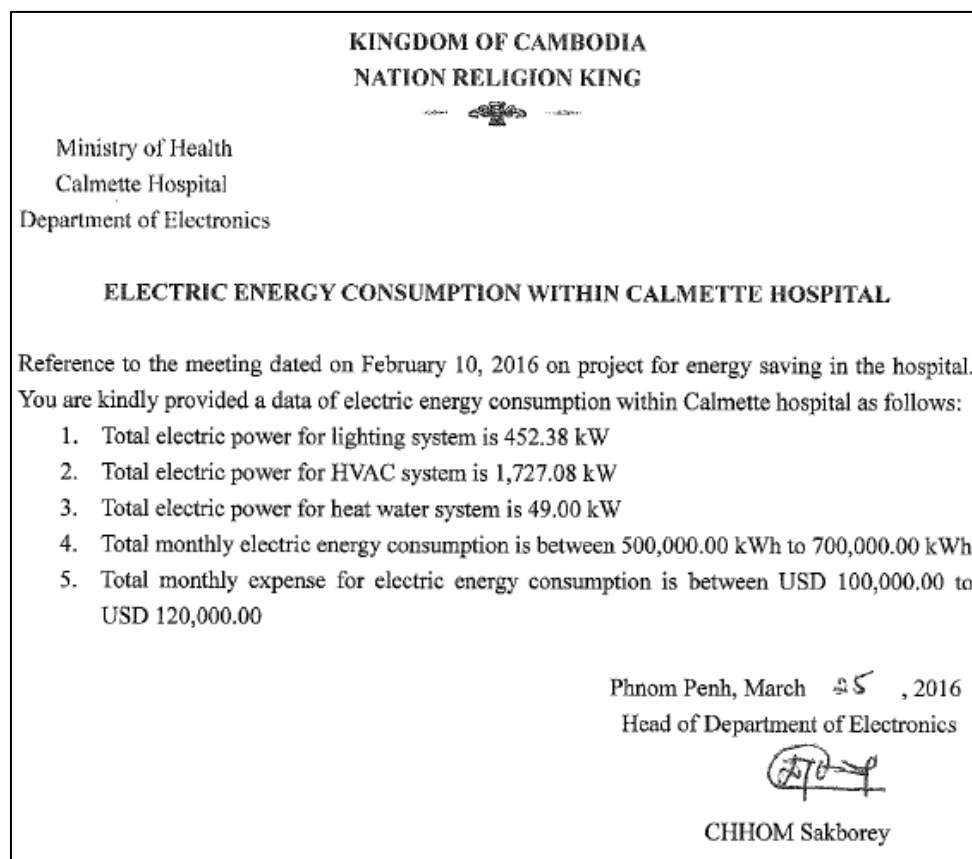 KINGDOM OF CAMBODIA
NATION RELIGION KING
Ministry of Health
Calmette Hospital
Department of Electronics
ELECTRIC ENERGY CONSUMPTION WITHIN CALMETTE HOSPITAL
Reference to the meeting dated on February 10, 2016 on project for energy saving in the hospital.
You are kindly provided a data of electric energy consumption within Calmette hospital as follows:
1. Total electric power for lighting system is 452.38 kW
2. Total electric power for HVAC system is 1,727.08 kW
3. Total electric power for heat water system is 49.00 kW
4. Total monthly electric energy consumption is between 500,000.00 kWh to 700,000.00 kWh
5. Total monthly expense for electric energy consumption is between USD 100,000.00 to
USD 120,000.00
Phnom Penh, March 25 , 2016
Head of Department of Electronics
CHHOM Sakborey